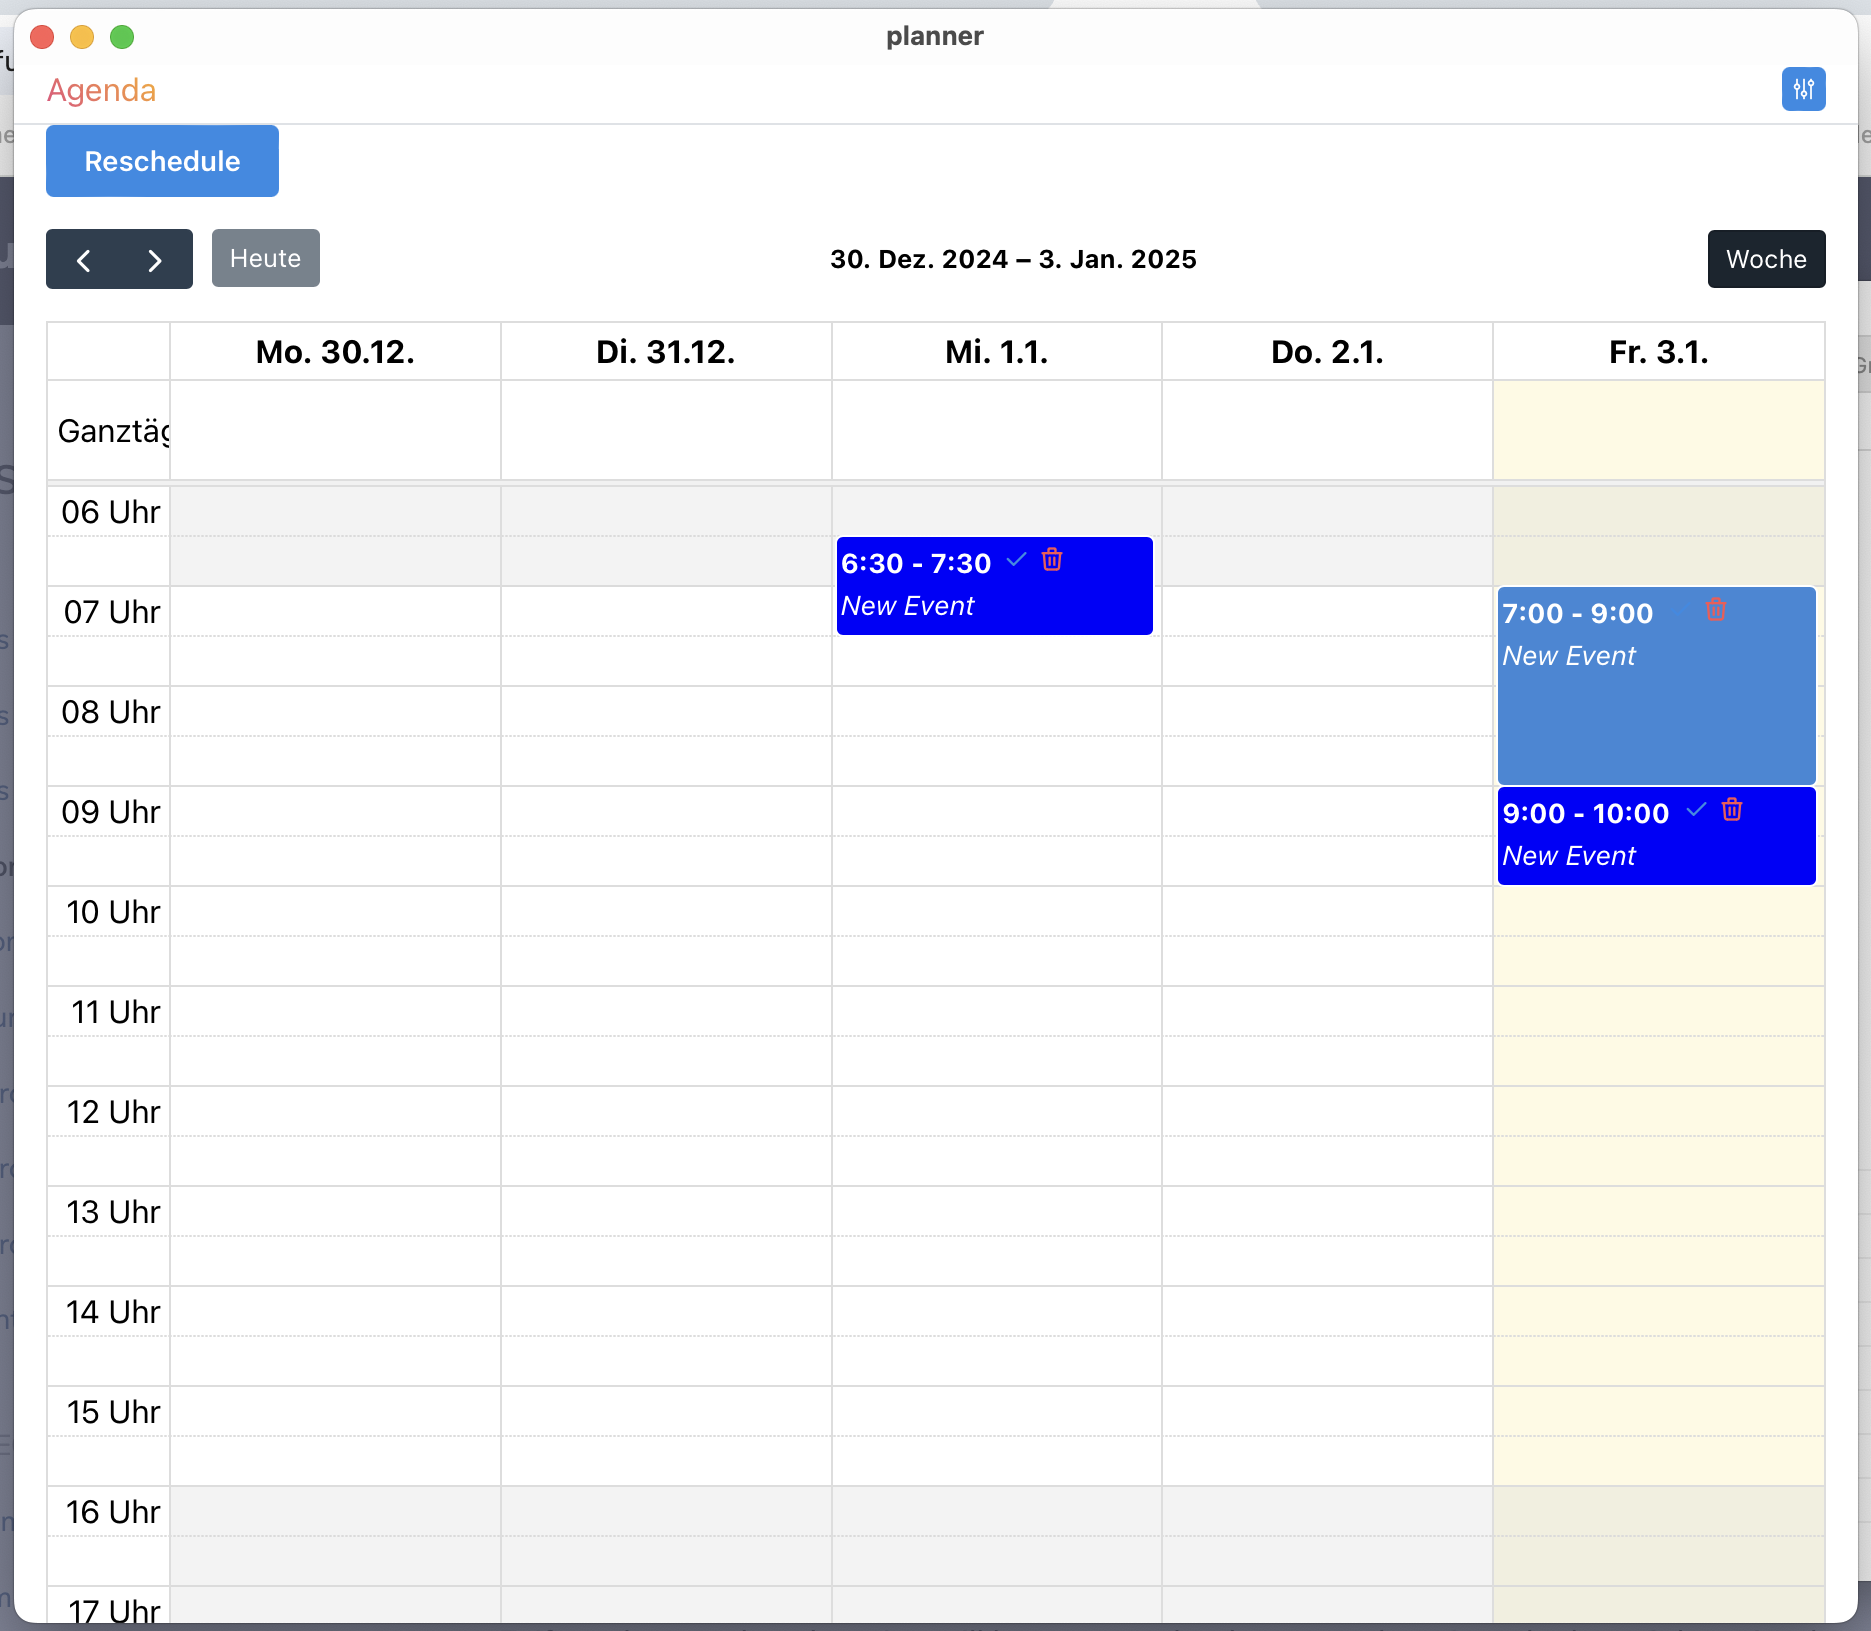 planner
Agenda
Reschedule
Heute
30. Dez. 2024 – 3. Jan. 2025
Woche
Mo. 30.12.
Di. 31.12.
Mi. 1.1.
Do. 2.1.
Fr. 3.1.
Ganztäg
06 Uhr
6:30 - 7:30
New Event
07 Uhr
7:00 - 9:00
New Event
08 Uhr
09 Uhr
9:00 - 10:00
New Event
10 Uhr
11 Uhr
12 Uhr
13 Uhr
14 Uhr
15 Uhr
16 Uhr
17 Uhr